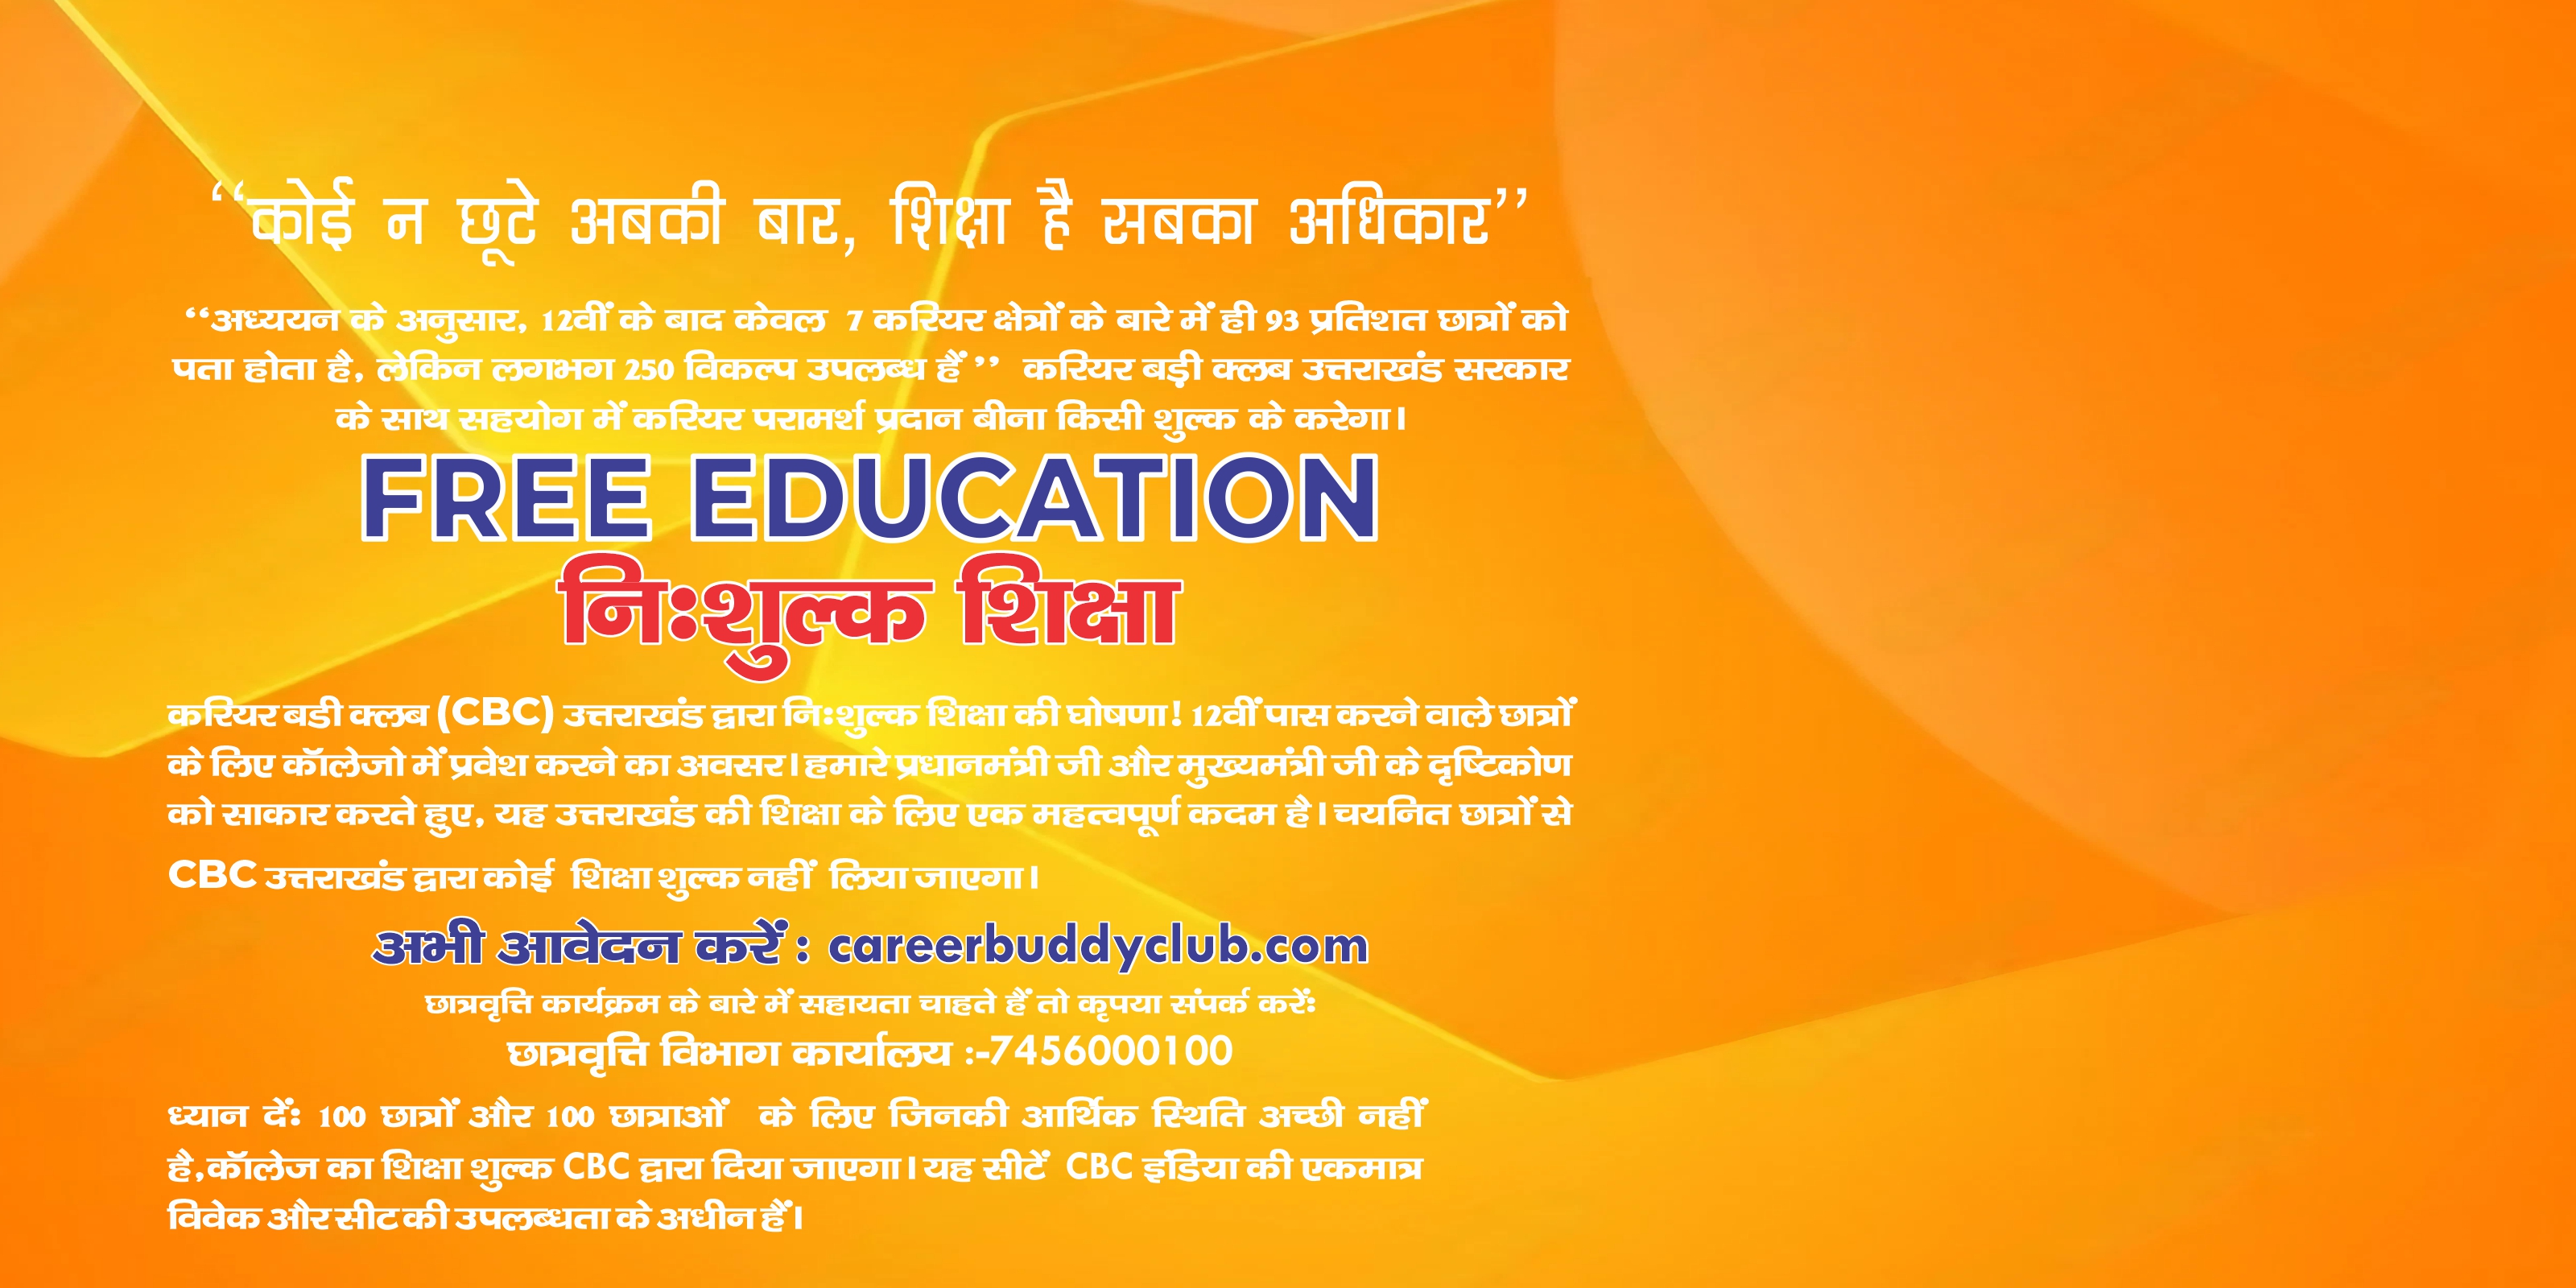 ‘‘कोई न छूटे अबकी बार, शिक्षा है सबका अधिकार’’
‘‘अध्ययन के अनुसार, 12वीं के बाद केवल 7 करियर क्षेत्रों के बारे में ही 93 प्रतिशत छात्रों को
पता होता है, लेकिन लगभग 250 विकल्प उपलब्ध हैं ’’ करियर बड़ी क्लब उत्तराखंड सरकार
के साथ सहयोग में करियर परामर्श प्रदान बीना किसी शुल्क के करेगा।
FREE EDUCATION
निःशुल्क शिक्षा
करियर बडी क्लब (CBC) उत्तराखंड द्वारा निःशुल्क शिक्षा की घोषणा! 12वीं पास करने वाले छात्रों
के लिए कॉलेजो में प्रवेश करने का अवसर। हमारे प्रधानमंत्री जी और मुख्यमंत्री जी के दृष्टिकोण
को साकार करते हुए, यह उत्तराखंड की शिक्षा के लिए एक महत्वपूर्ण कदम है। चयनित छात्रों से
CBC उत्तराखंड द्वारा कोई शिक्षा शुल्क नहीं लिया जाएगा।
अभी आवेदन करें : careerbuddyclub.com
छात्रवृत्ति कार्यक्रम के बारे में सहायता चाहते हैं तो कृपया संपर्क करें:
छात्रवृत्ति विभाग कार्यालय :-7456000100
ध्यान दें: 100 छात्रों और 100 छात्राओं के लिए जिनकी आर्थिक स्थिति अच्छी नहीं
है,कॉलेज का शिक्षा शुल्क CBC द्वारा दिया जाएगा। यह सीटें CBC इंडिया की एकमात्र
विवेक और सीट की उपलब्धता के अधीन हैं।